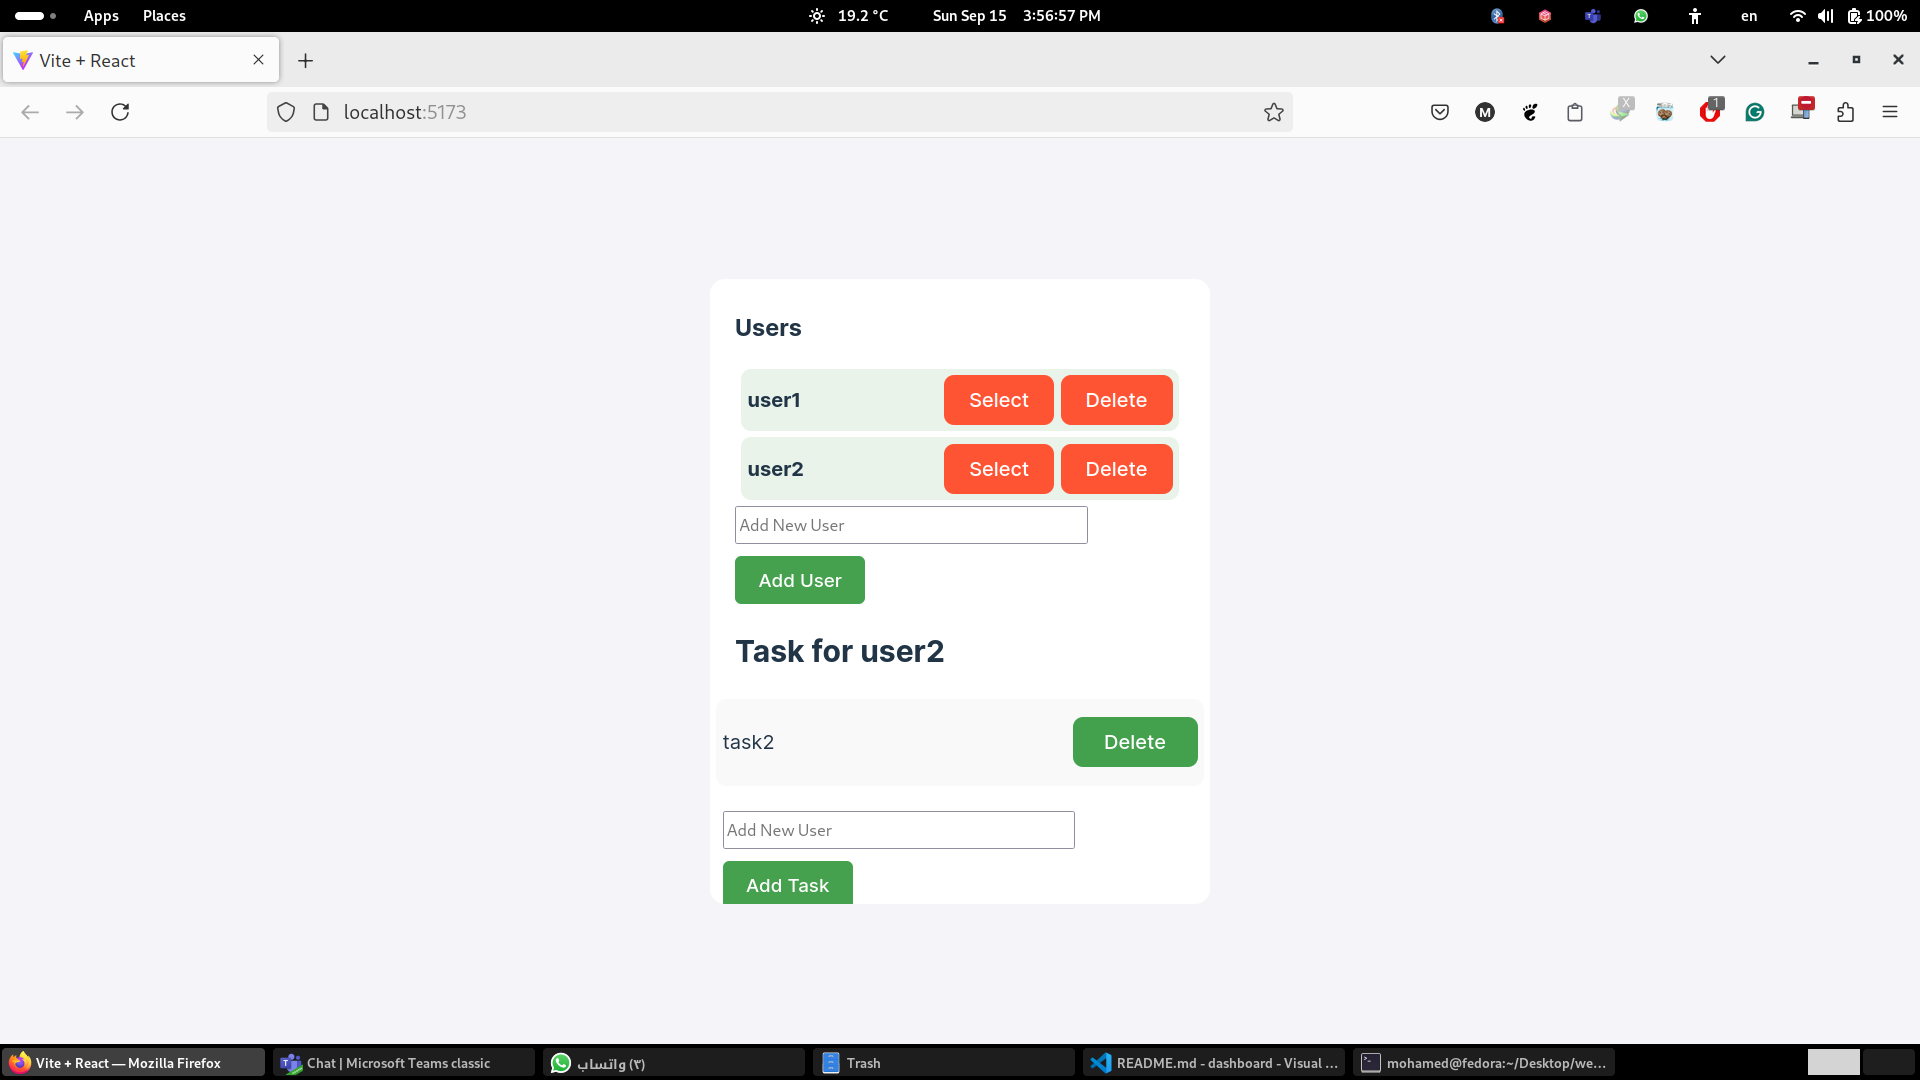 Apps Places 19.2 °C Sun Sep 15 3:56:57 PM en 100%
Vite + React
localhost:5173 M X 1 G
Users
user1 Select Delete
user2 Select Delete
Add New User
Add User
Task for user2
task2 Delete
Add New User
Add Task
Vite + React — Mozilla Firefox Chat | Microsoft Teams classic (٣) واتساب Trash README.md - dashboard - Visual ... mohamed@fedora:~/Desktop/we...